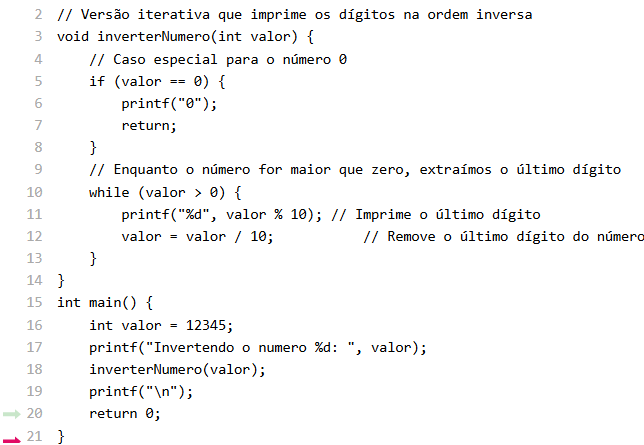 2 // Versão iterativa que imprime os dígitos na ordem inversa
3 void inverterNumero(int valor) {
4     // Caso especial para o número 0
5     if (valor == 0) {
6         printf("0");
7         return;
8     }
9     // Enquanto o número for maior que zero, extraímos o último dígito
10     while (valor > 0) {
11         printf("%d", valor % 10); // Imprime o último dígito
12         valor = valor / 10;           // Remove o último dígito do número
13     }
14 }
15 int main() {
16     int valor = 12345;
17     printf("Invertendo o numero %d: ", valor);
18     inverterNumero(valor);
19     printf("\n");
20     return 0;
21 }